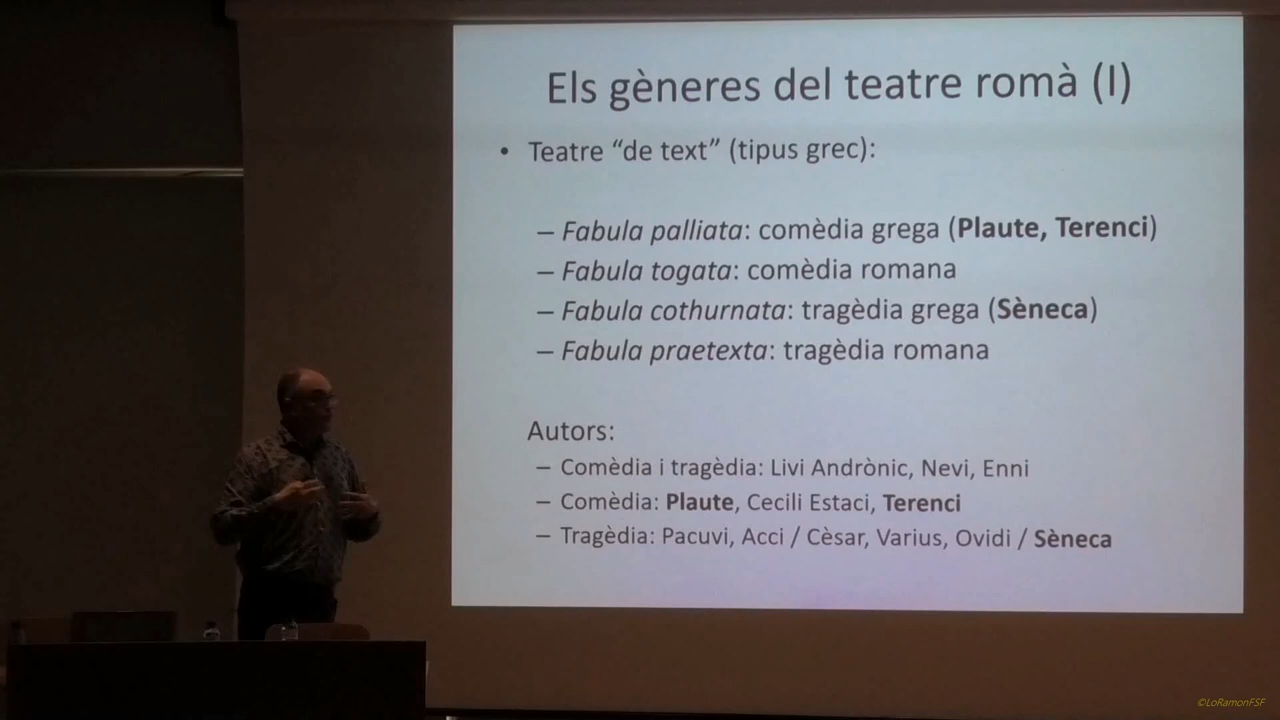 Els gèneres del teatre romà (I)
• Teatre “de text” (tipus grec):
– Fabula palliata: comèdia grega (Plaute, Terenci)
– Fabula togata: comèdia romana
– Fabula cothurnata: tragèdia grega (Sèneca)
– Fabula praetexta: tragèdia romana
Autors:
– Comèdia i tragèdia: Livi Andrònic, Nevi, Enni
– Comèdia: Plaute, Cecili Estaci, Terenci
– Tragèdia: Pacuvi, Acci / Cèsar, Varius, Ovidi / Sèneca
©LoRamonFSF